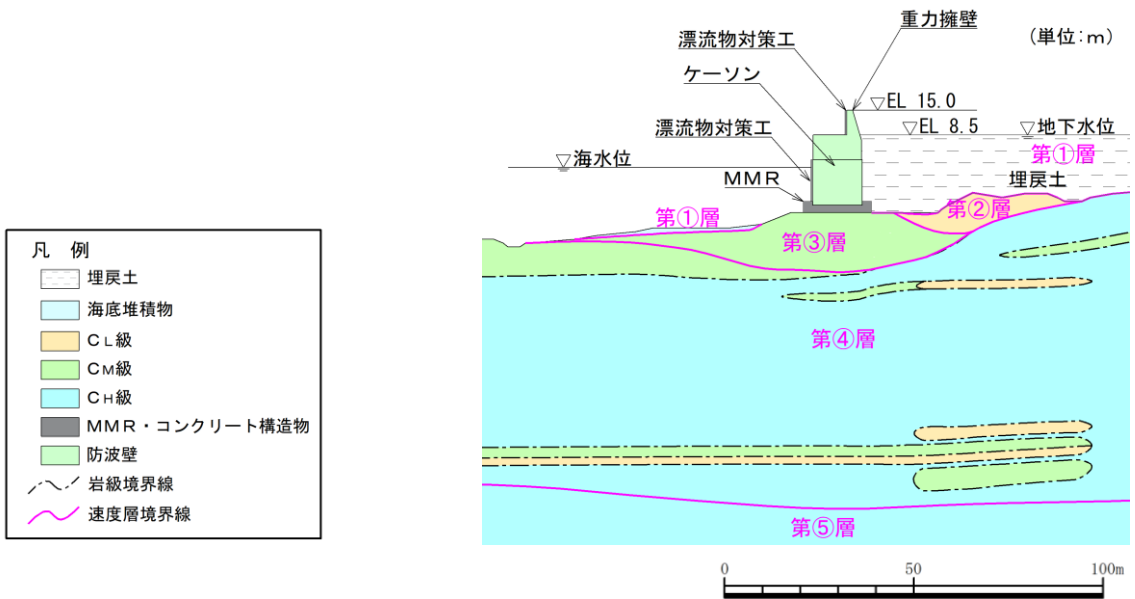 重力擁壁
(単位:m)
漂流物対策工
ケーソン
▽EL 15.0
漂流物対策工
▽EL 8.5
▽地下水位
▽海水位
第①層
MMR
埋戻土
第①層
第②層
第③層
第④層
第⑤層
凡 例
埋戻土
海底堆積物
CL級
CM級
CH級
MMR・コンクリート構造物
防波壁
岩級境界線
速度層境界線
0 50 100m